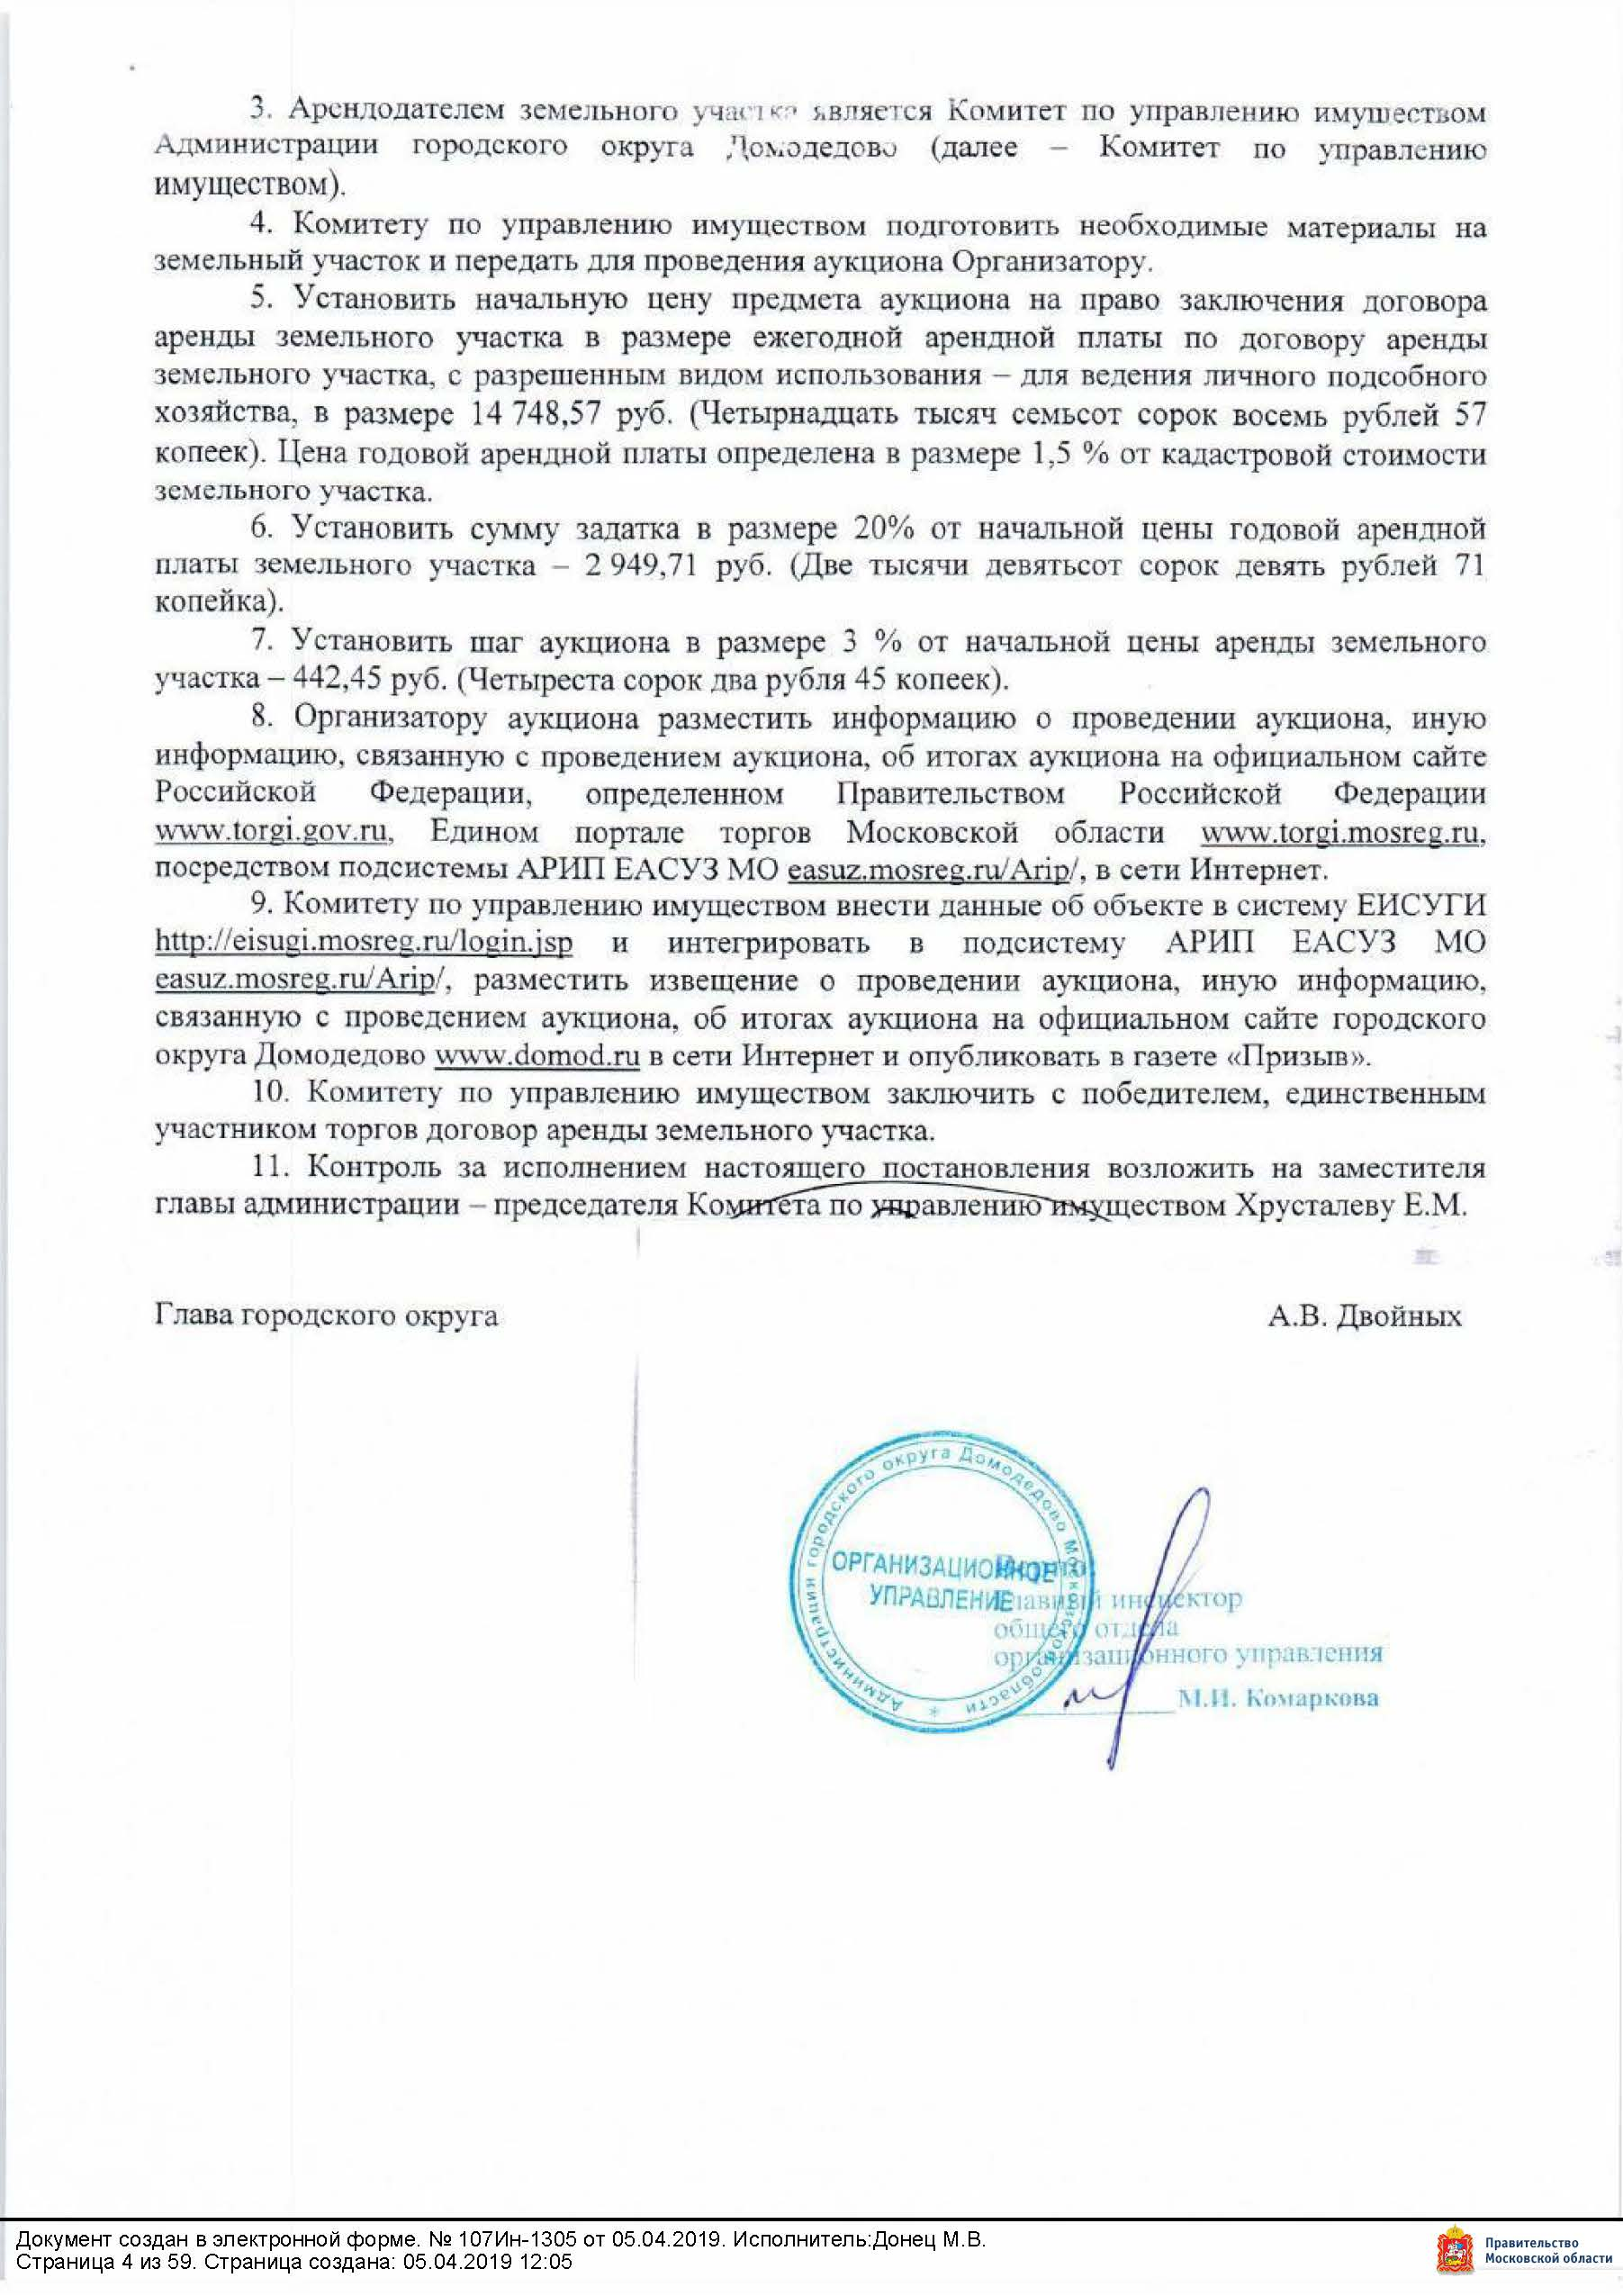 3. Арендодателем земельного участка является Комитет по управлению имуществом
Администрации городского округа Домодедово (далее – Комитет по управлению
имуществом).
4. Комитету по управлению имуществом подготовить необходимые материалы на
земельный участок и передать для проведения аукциона Организатору.
5. Установить начальную цену предмета аукциона на право заключения договора
аренды земельного участка в размере ежегодной арендной платы по договору аренды
земельного участка, с разрешенным видом использования – для ведения личного подсобного
хозяйства, в размере 14 748,57 руб. (Четырнадцать тысяч семьсот сорок восемь рублей 57
копеек). Цена годовой арендной платы определена в размере 1,5 % от кадастровой стоимости
земельного участка.
6. Установить сумму задатка в размере 20% от начальной цены годовой арендной
платы земельного участка – 2 949,71 руб. (Две тысячи девятьсот сорок девять рублей 71
копейка).
7. Установить шаг аукциона в размере 3 % от начальной цены аренды земельного
участка – 442,45 руб. (Четыреста сорок два рубля 45 копеек).
8. Организатору аукциона разместить информацию о проведении аукциона, иную
информацию, связанную с проведением аукциона, об итогах аукциона на официальном сайте
Российской Федерации, определенном Правительством Российской Федерации
www.torgi.gov.ru, Едином портале торгов Московской области www.torgi.mosreg.ru,
посредством подсистемы АРИП ЕАСУЗ МО easuz.mosreg.ru/Arip/, в сети Интернет.
9. Комитету по управлению имуществом внести данные об объекте в систему ЕИСУГИ
http://eisugi.mosreg.ru/login.jsp и интегрировать в подсистему АРИП ЕАСУЗ МО
easuz.mosreg.ru/Arip/, разместить извещение о проведении аукциона, иную информацию,
связанную с проведением аукциона, об итогах аукциона на официальном сайте городского
округа Домодедово www.domod.ru в сети Интернет и опубликовать в газете «Призыв».
10. Комитету по управлению имуществом заключить с победителем, единственным
участником торгов договор аренды земельного участка.
11. Контроль за исполнением настоящего постановления возложить на заместителя
главы администрации – председателя Комитета по управлению имуществом Хрусталеву Е.М.
Глава городского округа А.В. Двойных
Администрации городского округа Домодедово Московской области *
ОРГАНИЗАЦИОННОЕ
УПРАВЛЕНИЕ
Главный инспектор
общего отдела
организационного управления
М.И. Комаркова
Документ создан в электронной форме. № 107Ин-1305 от 05.04.2019. Исполнитель:Донец М.В.
Страница 4 из 59. Страница создана: 05.04.2019 12:05
Правительство
Московской области